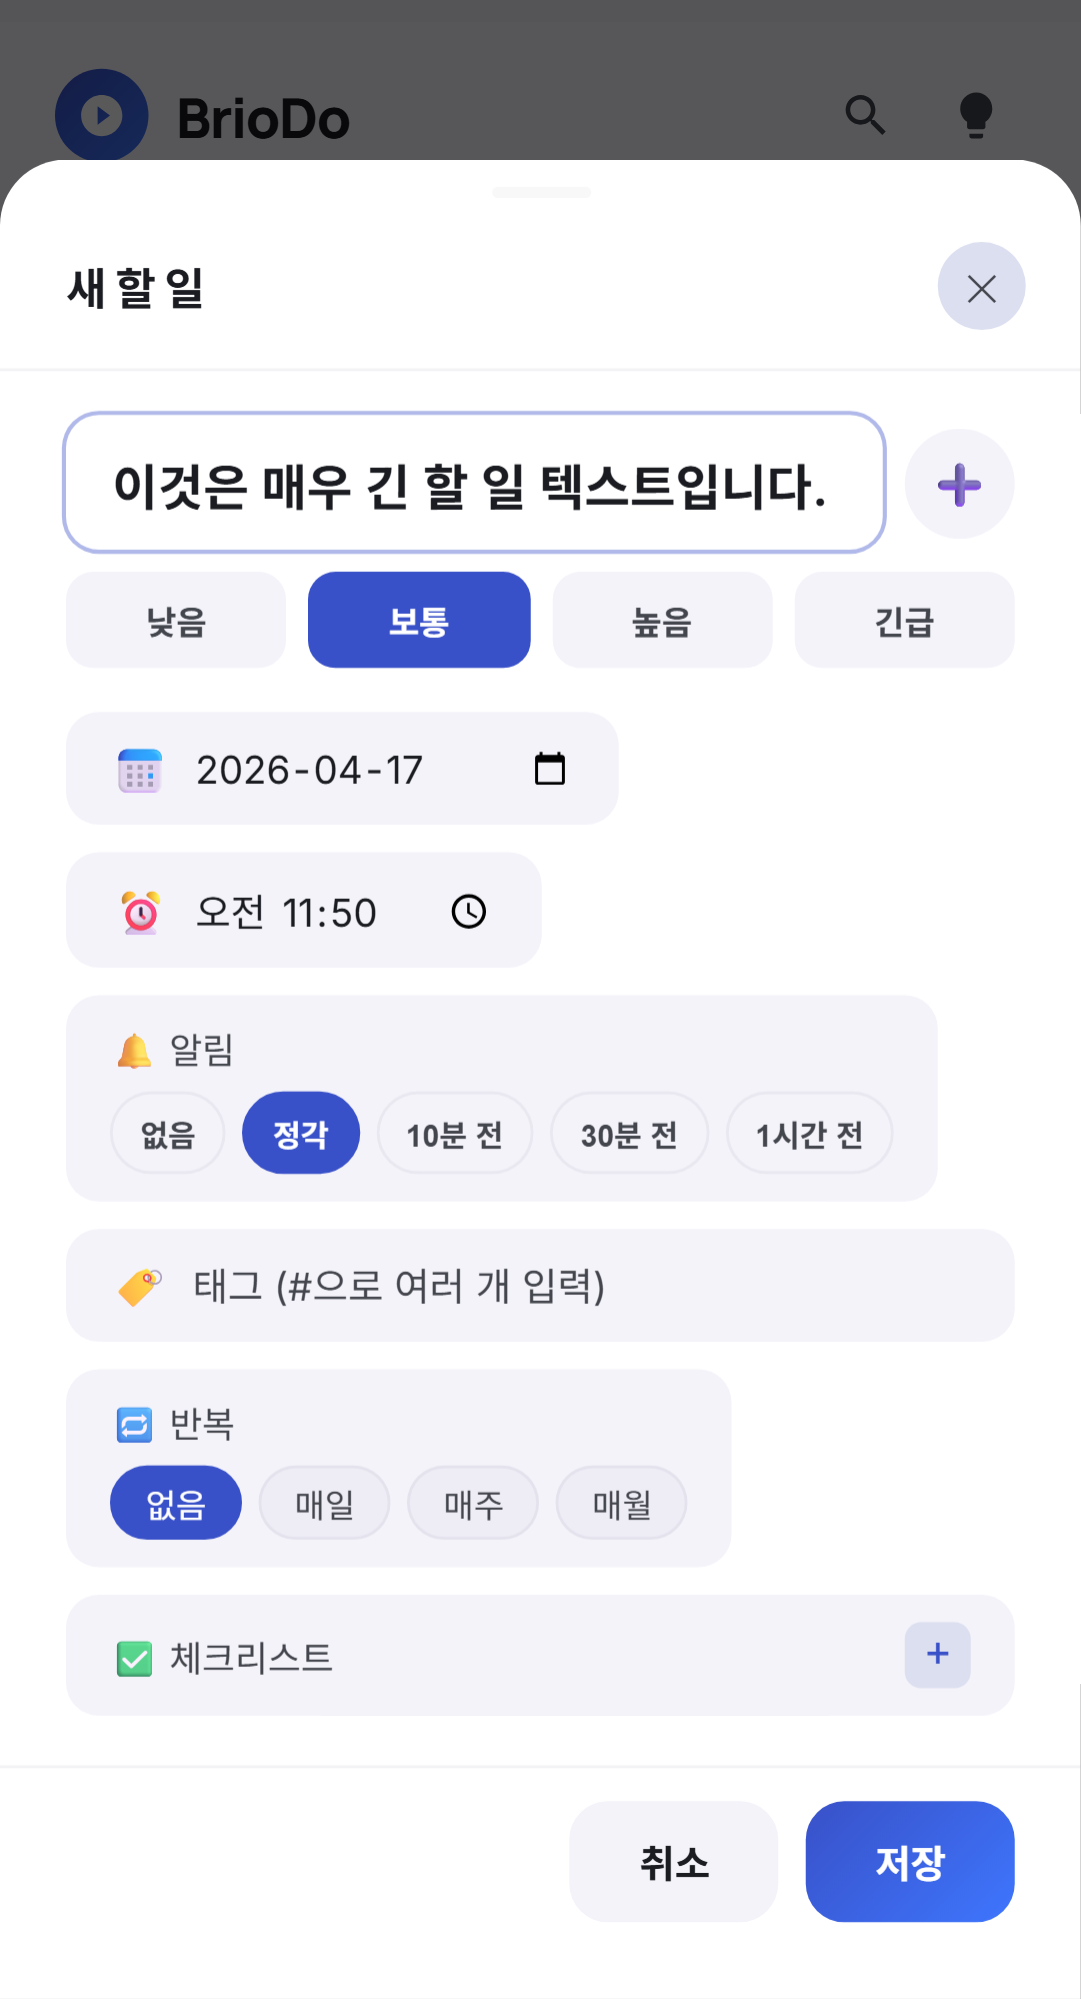 BrioDo
새 할 일
이것은 매우 긴 할 일 텍스트입니다.
낮음 보통 높음 긴급
2026-04-17
오전 11:50
알림
없음 정각 10분 전 30분 전 1시간 전
태그 (#으로 여러 개 입력)
반복
없음 매일 매주 매월
체크리스트
취소 저장